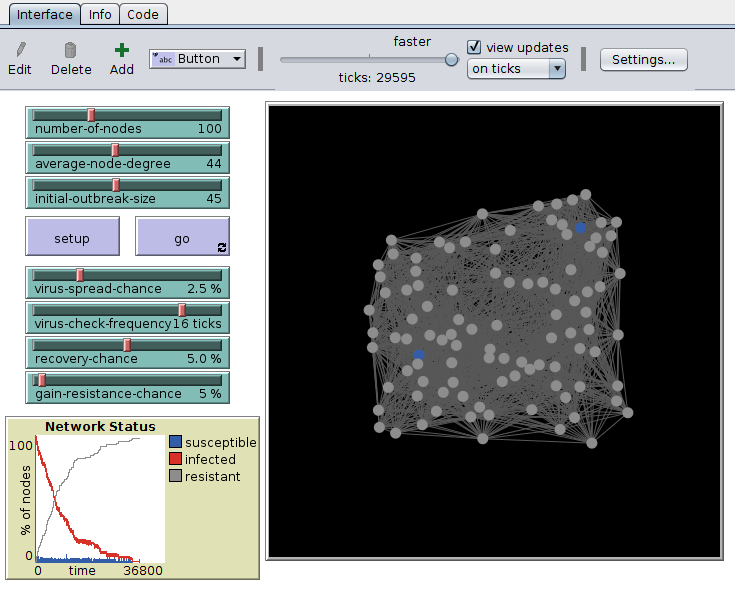 Interface Info Code
faster
view updates
Edit Delete Add abc Button on ticks Settings...
ticks: 29595
number-of-nodes 100
average-node-degree 44
initial-outbreak-size 45
setup go
virus-spread-chance 2.5 %
virus-check-frequency 16 ticks
recovery-chance 5.0 %
gain-resistance-chance 5 %
Network Status
100
% of nodes
0
0 time 36800
susceptible
infected
resistant